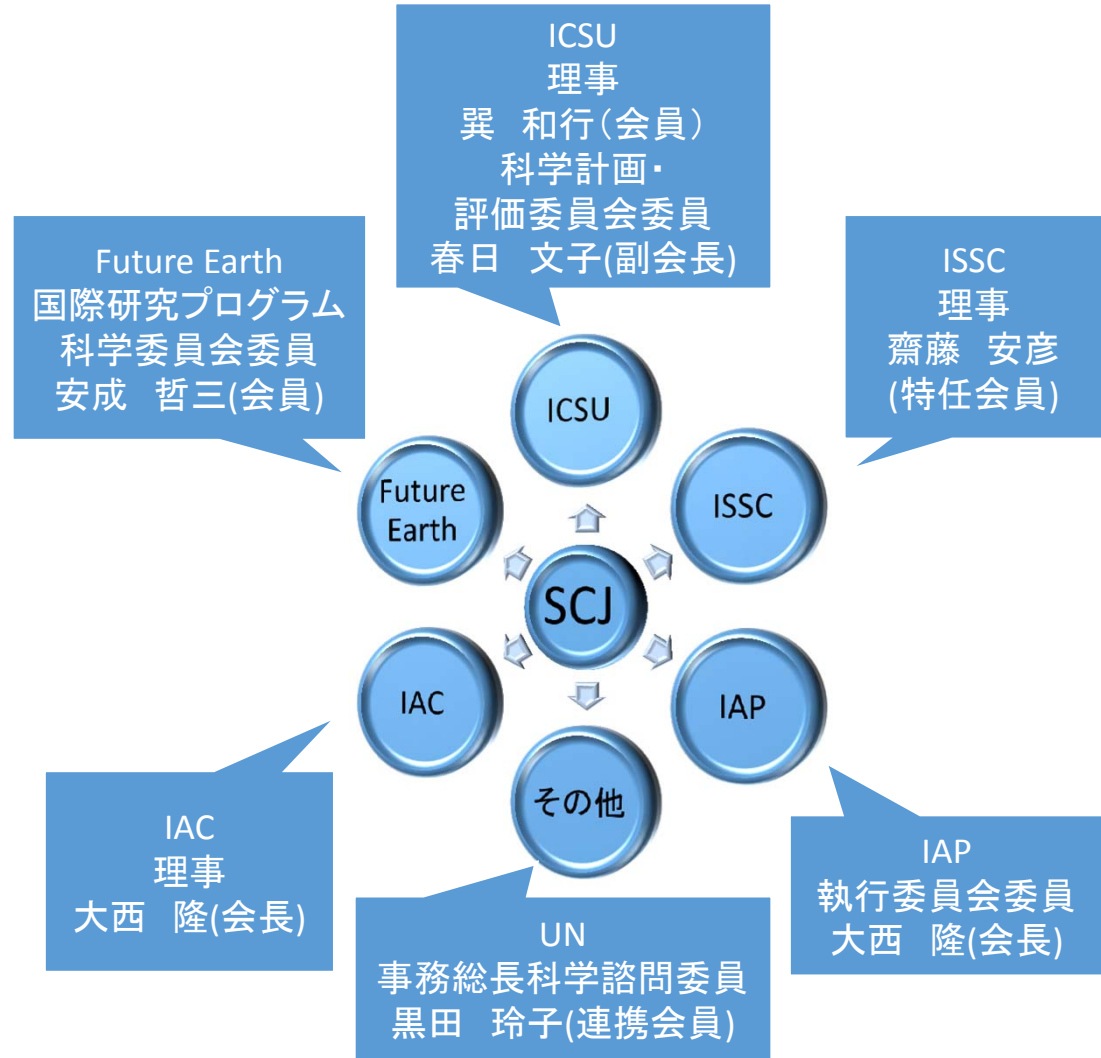 ICSU
理事
巽　和行(会員)
科学計画・
評価委員会委員
春日　文子(副会長)
Future Earth
国際研究プログラム
科学委員会委員
安成　哲三(会員)
ISSC
理事
齋藤　安彦
(特任会員)
ICSU
Future
Earth
ISSC
SCJ
IAC
IAP
その他
IAC
理事
大西　隆(会長)
UN
事務総長科学諮問委員
黒田　玲子(連携会員)
IAP
執行委員会委員
大西　隆(会長)